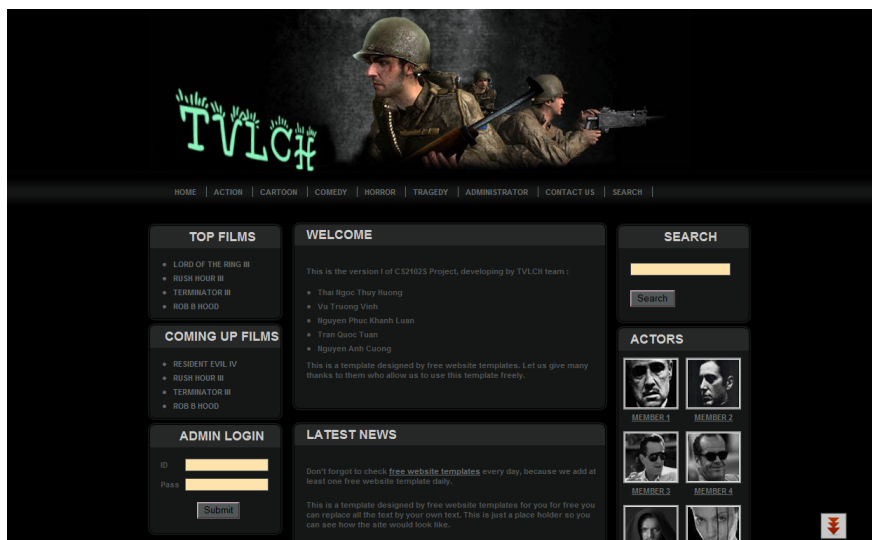 TVLCH
HOME
ACTION
CARTOON
COMEDY
HORROR
TRAGEDY
ADMINISTRATOR
CONTACT US
SEARCH
TOP FILMS
LORD OF THE RING III
RUSH HOUR III
TERMINATOR III
ROB B HOOD
COMING UP FILMS
RESIDENT EVIL IV
RUSH HOUR III
TERMINATOR III
ROB B HOOD
ADMIN LOGIN
ID
Pass
Submit
WELCOME
This is the version I of CS2102S Project, developing by TVLCH team :
Thai Ngoc Thuy Huong
Vu Truong Vinh
Nguyen Phuc Khanh Luan
Tran Quoc Tuan
Nguyen Anh Cuong
This is a template designed by free website templates. Let us give many
thanks to them who allow us to use this template freely.
LATEST NEWS
Don't forgot to check free website templates every day, because we add at
least one free website template daily.
This is a template designed by free website templates for you for free you
can replace all the text by your own text. This is just a place holder so you
can see how the site would look like.
SEARCH
Search
ACTORS
MEMBER 1
MEMBER 2
MEMBER 3
MEMBER 4